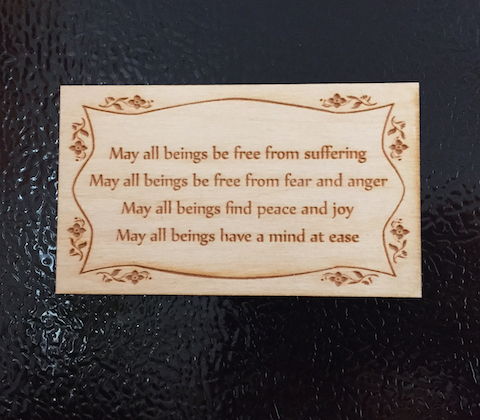 May all beings be free from suffering
May all beings be free from fear and anger
May all beings find peace and joy
May all beings have a mind at ease